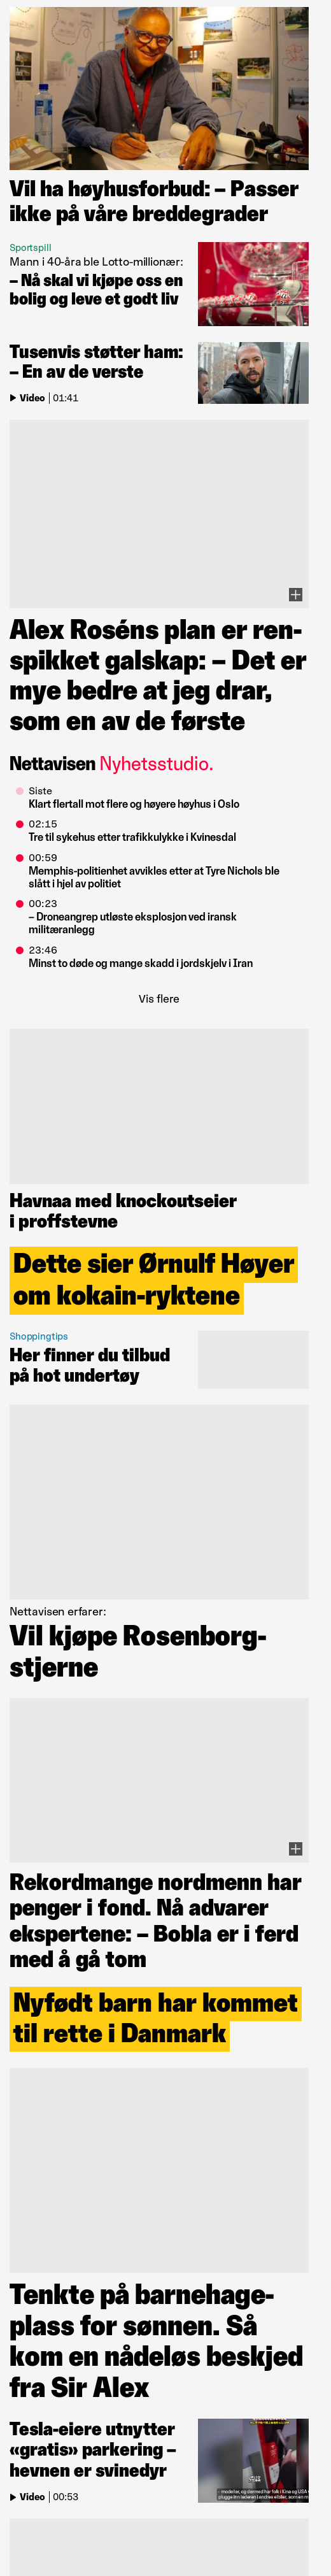 Vil ha høyhusforbud: – Passer
ikke på våre breddegrader
Sportspill
Mann i 40-åra ble Lotto-millionær:
– Nå skal vi kjøpe oss en
bolig og leve et godt liv
Tusenvis støtter ham:
– En av de verste
Video | 01:41
Alex Roséns plan er ren-
spikket galskap: – Det er
mye bedre at jeg drar,
som en av de første
Nettavisen Nyhetsstudio.
Siste
Klart flertall mot flere og høyere høyhus i Oslo
02:15
Tre til sykehus etter trafikkulykke i Kvinesdal
00:59
Memphis-politienhet avvikles etter at Tyre Nichols ble
slått i hjel av politiet
00:23
– Droneangrep utløste eksplosjon ved iransk
militæranlegg
23:46
Minst to døde og mange skadd i jordskjelv i Iran
Vis flere
Havnaa med knockoutseier
i proffstevne
Dette sier Ørnulf Høyer
om kokain-ryktene
Shoppingtips
Her finner du tilbud
på hot undertøy
Nettavisen erfarer:
Vil kjøpe Rosenborg-
stjerne
Rekordmange nordmenn har
penger i fond. Nå advarer
ekspertene: – Bobla er i ferd
med å gå tom
Nyfødt barn har kommet
til rette i Danmark
Tenkte på barnehage-
plass for sønnen. Så
kom en nådeløs beskjed
fra Sir Alex
Tesla-eiere utnytter
«gratis» parkering –
hevnen er svinedyr
Video | 00:53